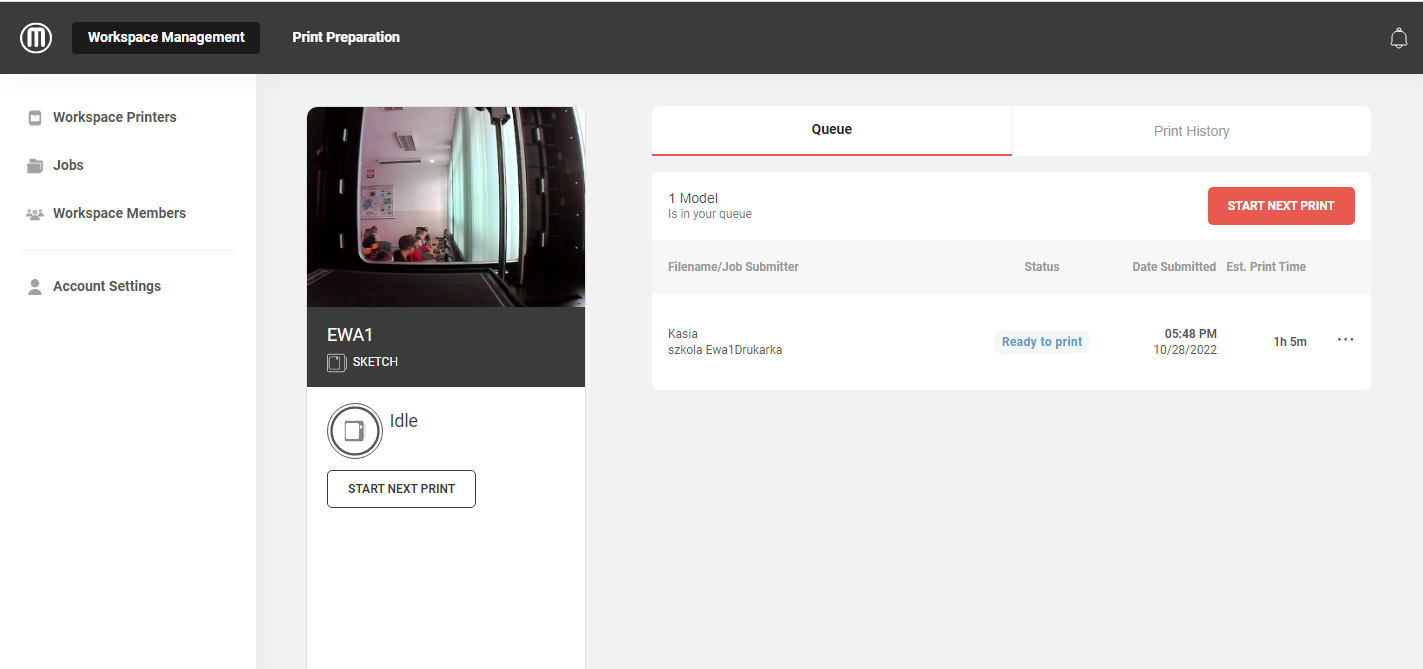 Workspace Management
Print Preparation
Workspace Printers
Jobs
Workspace Members
Account Settings
EWA1
SKETCH
Idle
START NEXT PRINT
Queue
Print History
1 Model
Is in your queue
START NEXT PRINT
Filename/Job Submitter Status Date Submitted Est. Print Time
Kasia
szkola Ewa1Drukarka
Ready to print
05:48 PM
10/28/2022
1h 5m